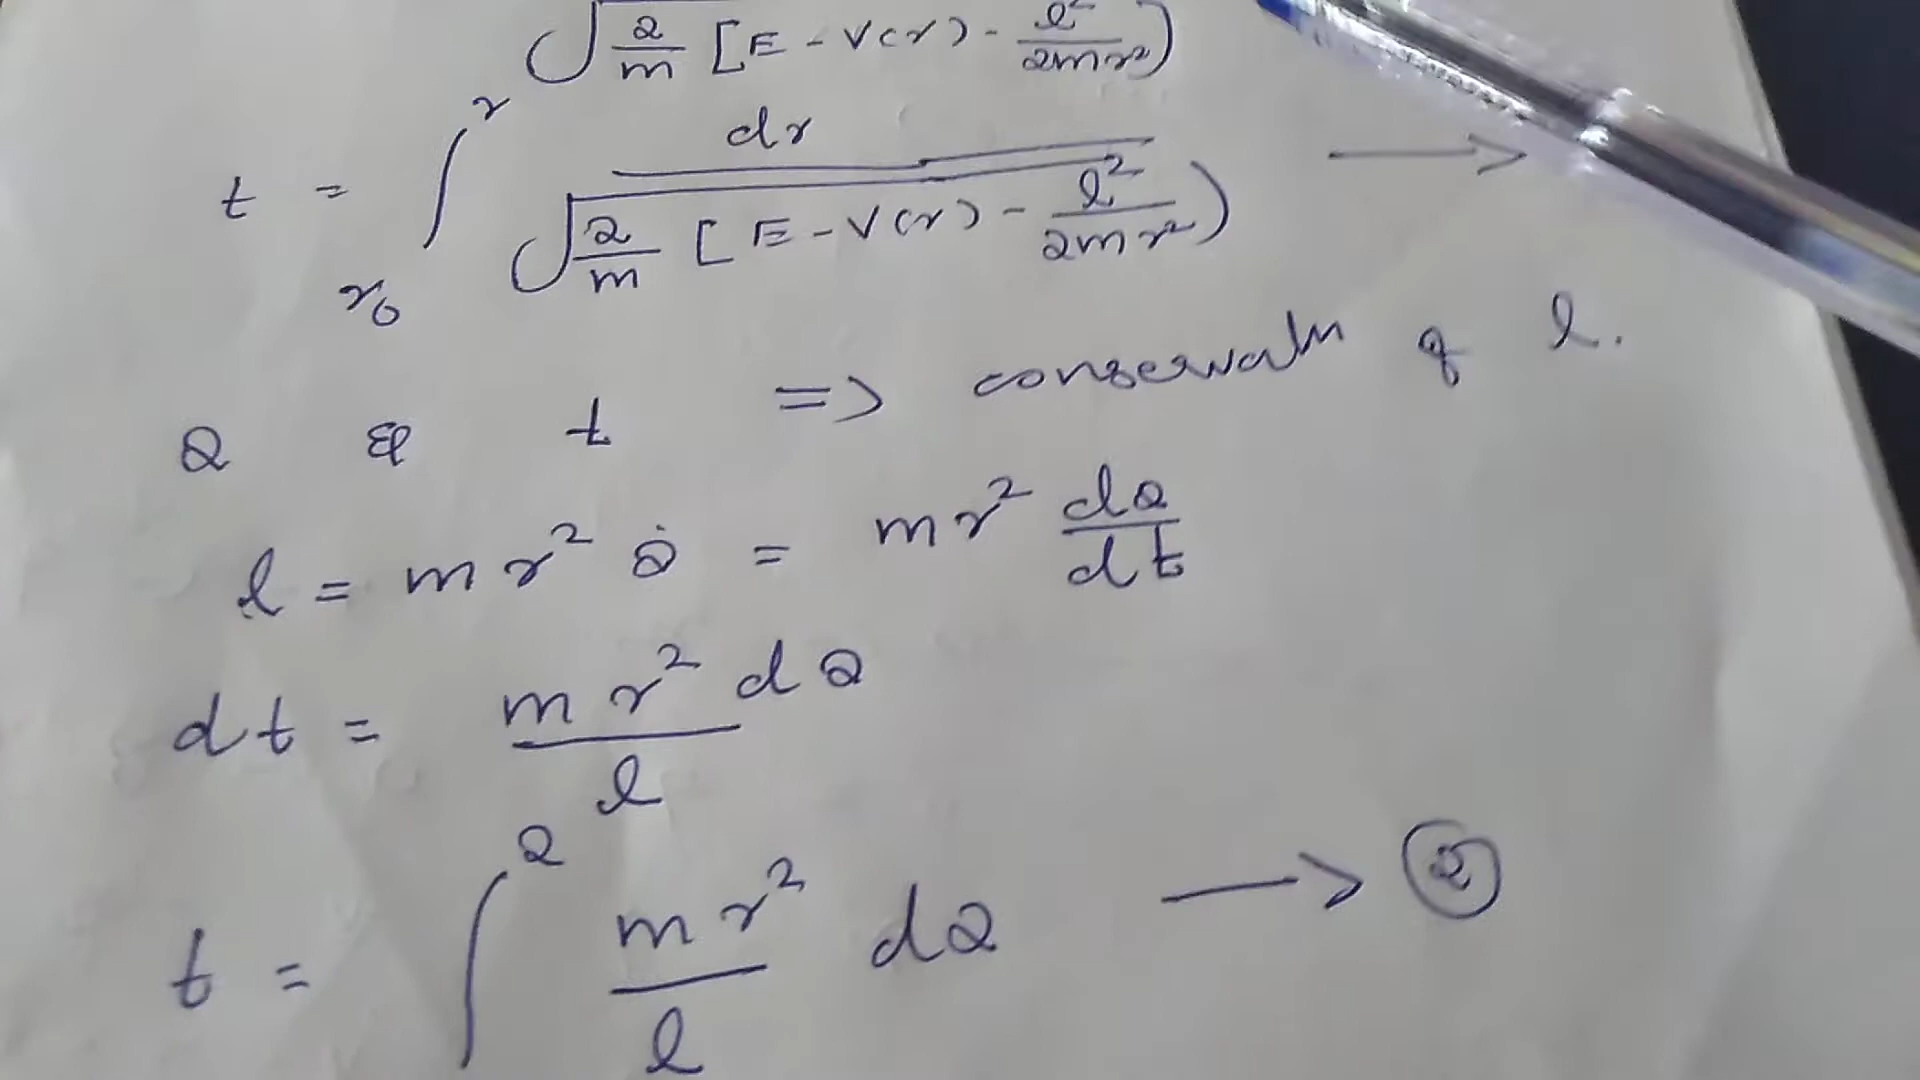 √ 2/m [E - V(r) - l²/2mr²)
t = ∫_{r₀}^{r} dr / √ 2/m [E - V(r) - l²/2mr²) ⟶
θ & t => conservatn of l.
l = mr² θ̇ = mr² dθ/dt
dt = mr² dθ / l
t = ∫^{θ} mr²/l dθ ⟶ ②